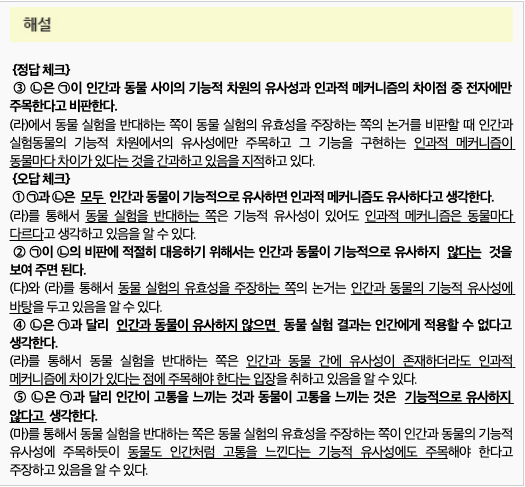 해설
{정답 체크}
③ ㉡은 ㉠이 인간과 동물 사이의 기능적 차원의 유사성과 인과적 메커니즘의 차이점 중 전자에만
주목한다고 비판한다.
(라)에서 동물 실험을 반대하는 쪽이 동물 실험의 유효성을 주장하는 쪽의 논거를 비판할 때 인간과
실험동물의 기능적 차원에서의 유사성에만 주목하고 그 기능을 구현하는 인과적 메커니즘이
동물마다 차이가 있다는 것을 간과하고 있음을 지적하고 있다.
{오답 체크}
① ㉠과 ㉡은 모두 인간과 동물이 기능적으로 유사하면 인과적 메커니즘도 유사하다고 생각한다.
(라)를 통해서 동물 실험을 반대하는 쪽은 기능적 유사성이 있어도 인과적 메커니즘은 동물마다
다르다고 생각하고 있음을 알 수 있다.
② ㉠이 ㉡의 비판에 적절히 대응하기 위해서는 인간과 동물이 기능적으로 유사하지 않다는 것을
보여 주면 된다.
(다)와 (라)를 통해서 동물 실험의 유효성을 주장하는 쪽의 논거는 인간과 동물의 기능적 유사성에
바탕을 두고 있음을 알 수 있다.
④ ㉡은 ㉠과 달리 인간과 동물이 유사하지 않으면 동물 실험 결과는 인간에게 적용할 수 없다고
생각한다.
(라)를 통해서 동물 실험을 반대하는 쪽은 인간과 동물 간에 유사성이 존재하더라도 인과적
메커니즘에 차이가 있다는 점에 주목해야 한다는 입장을 취하고 있음을 알 수 있다.
⑤ ㉡은 ㉠과 달리 인간이 고통을 느끼는 것과 동물이 고통을 느끼는 것은 기능적으로 유사하지
않다고 생각한다.
(마)를 통해서 동물 실험을 반대하는 쪽은 동물 실험의 유효성을 주장하는 쪽이 인간과 동물의 기능적
유사성에 주목하듯이 동물도 인간처럼 고통을 느낀다는 기능적 유사성에도 주목해야 한다고
주장하고 있음을 알 수 있다.